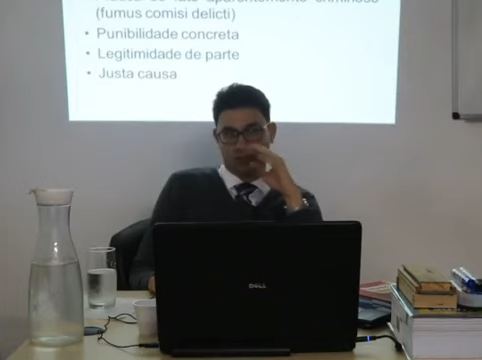 (fumus comisi delicti)
• Punibilidade concreta
• Legitimidade de parte
• Justa causa
DELL